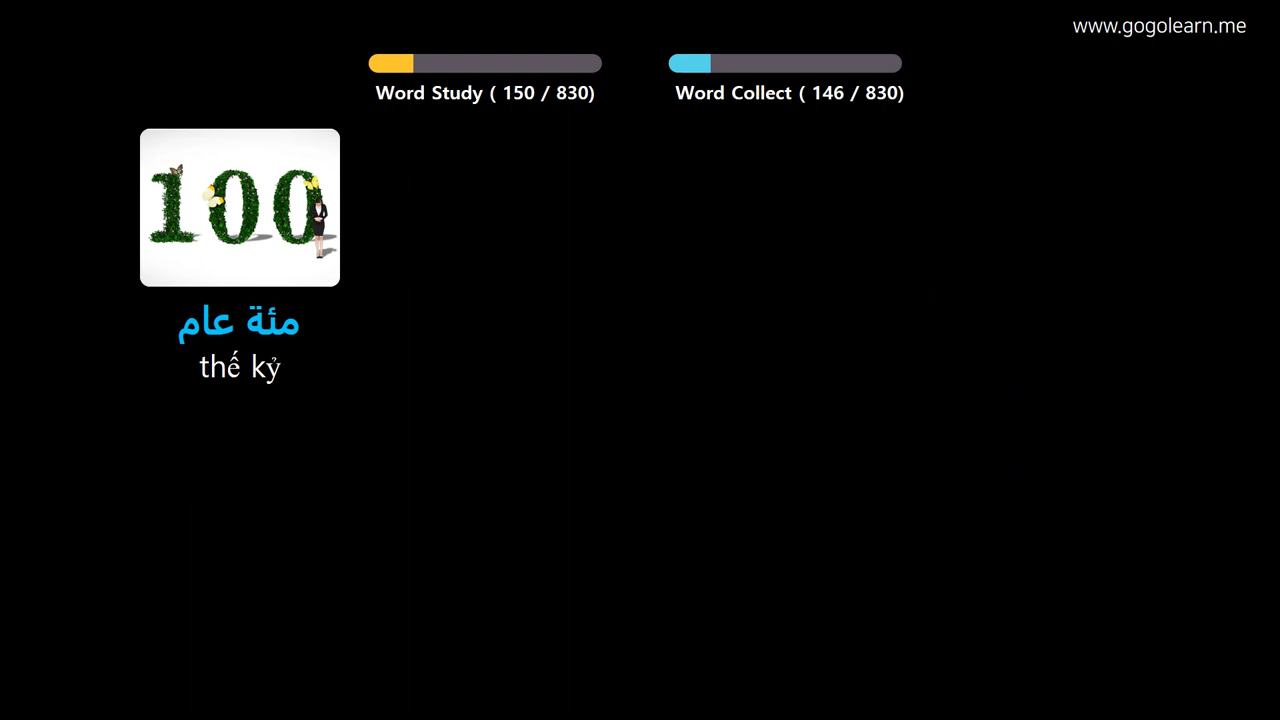 www.gogolearn.me
Word Study ( 150 / 830)
Word Collect ( 146 / 830)
100
مئة عام
thế kỷ